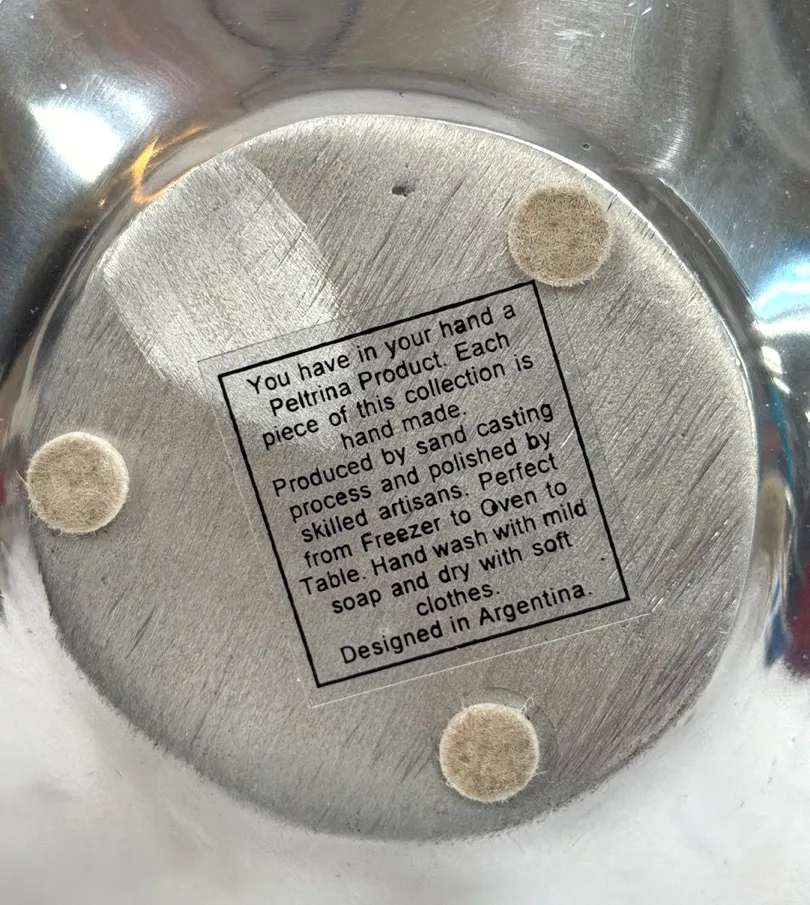 You have in your hand a
Peltrina Product. Each
piece of this collection is
hand made.
Produced by sand casting
process and polished by
skilled artisans. Perfect
from Freezer to Oven to
Table. Hand wash with mild
soap and dry with soft
clothes.
Designed in Argentina.